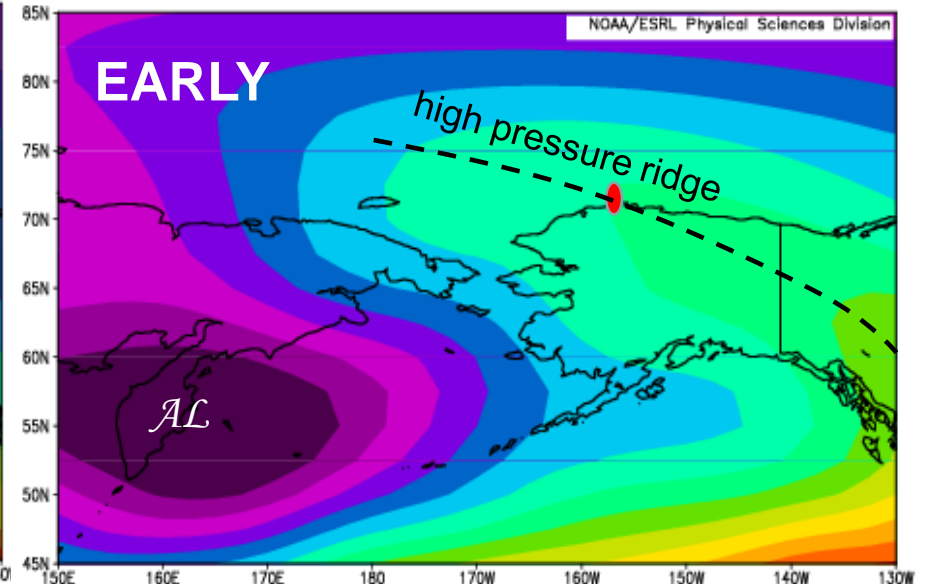 85N
NOAA/ESRL Physical Sciences Division
EARLY
80N
high pressure ridge
75N
70N
65N
60N
AL
55N
50N
45N
150E 160E 170E 180 170W 160W 150W 140W 130W